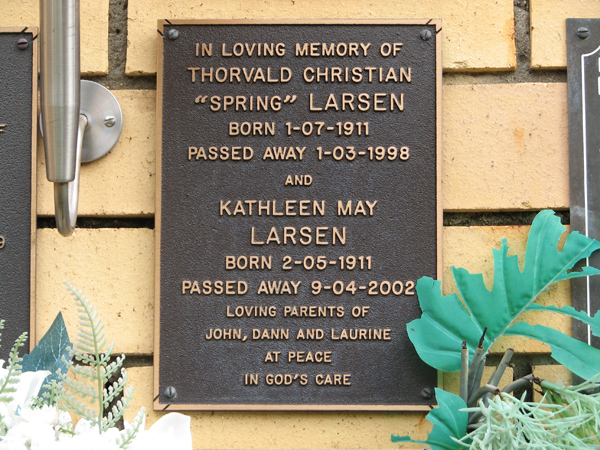 IN LOVING MEMORY OF
THORVALD CHRISTIAN
"SPRING" LARSEN
BORN 1-07-1911
PASSED AWAY 1-03-1998
AND
KATHLEEN MAY
LARSEN
BORN 2-05-1911
PASSED AWAY 9-04-2002
LOVING PARENTS OF
JOHN, DANN AND LAURINE
AT PEACE
IN GOD'S CARE